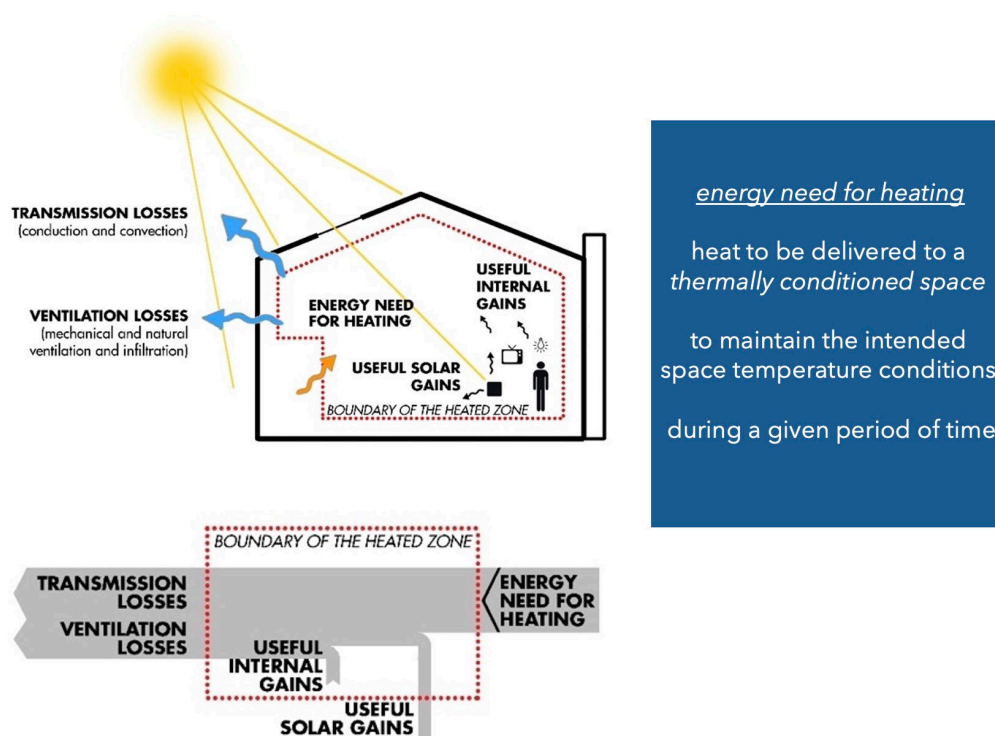 TRANSMISSION LOSSES
(conduction and convection)
VENTILATION LOSSES
(mechanical and natural
ventilation and infiltration)
ENERGY NEED
FOR HEATING
USEFUL
INTERNAL
GAINS
USEFUL SOLAR
GAINS
BOUNDARY OF THE HEATED ZONE
energy need for heating
heat to be delivered to a
thermally conditioned space
to maintain the intended
space temperature conditions
during a given period of time
BOUNDARY OF THE HEATED ZONE
TRANSMISSION
LOSSES
VENTILATION
LOSSES
ENERGY
NEED FOR
HEATING
USEFUL
INTERNAL
GAINS
USEFUL
SOLAR GAINS